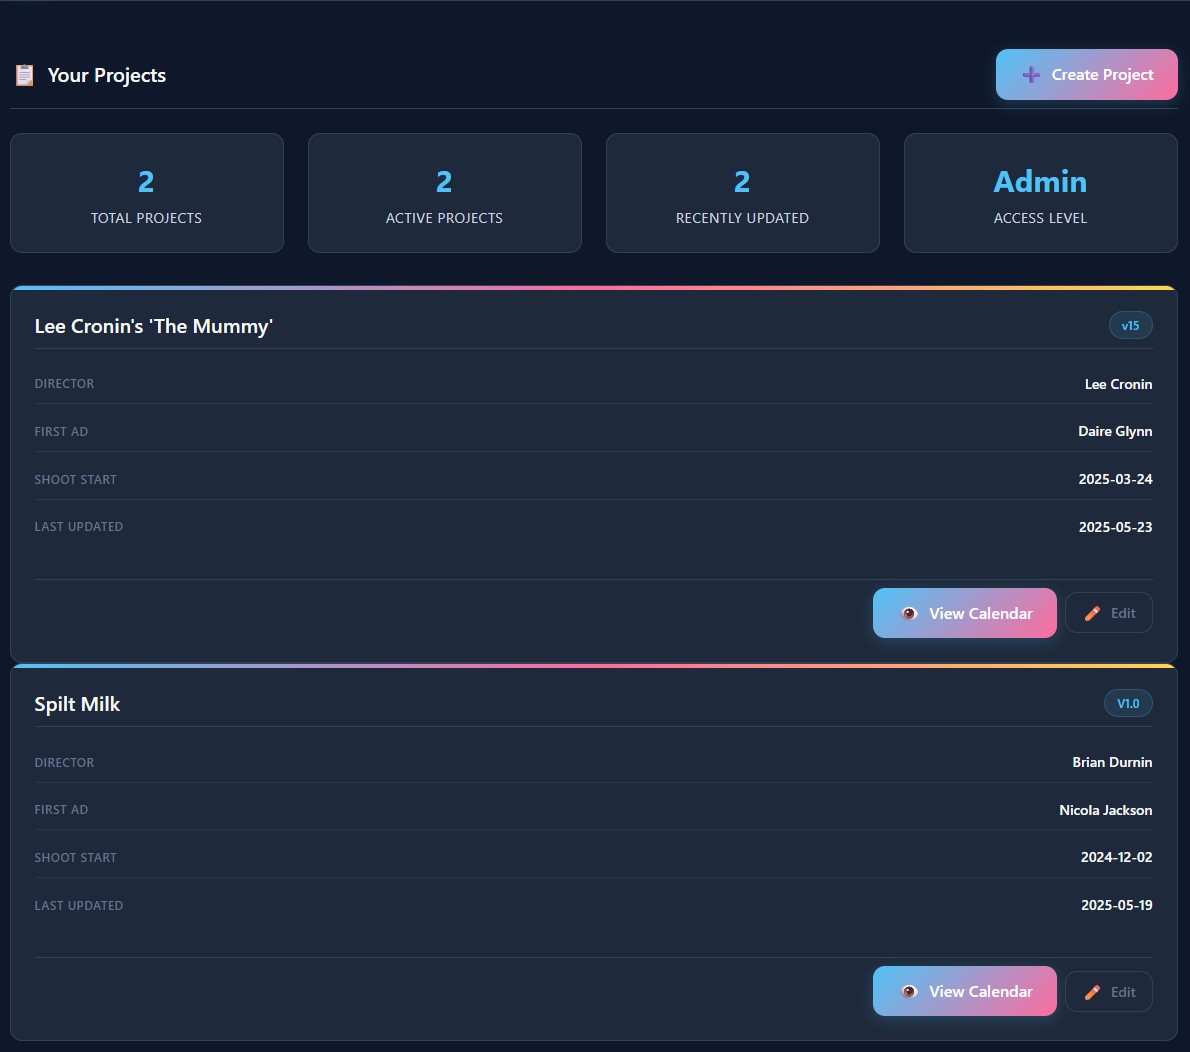 Your Projects
Create Project
2
TOTAL PROJECTS
2
ACTIVE PROJECTS
2
RECENTLY UPDATED
Admin
ACCESS LEVEL
Lee Cronin's 'The Mummy'
v15
DIRECTOR
Lee Cronin
FIRST AD
Daire Glynn
SHOOT START
2025-03-24
LAST UPDATED
2025-05-23
View Calendar
Edit
Spilt Milk
V1.0
DIRECTOR
Brian Durnin
FIRST AD
Nicola Jackson
SHOOT START
2024-12-02
LAST UPDATED
2025-05-19
View Calendar
Edit